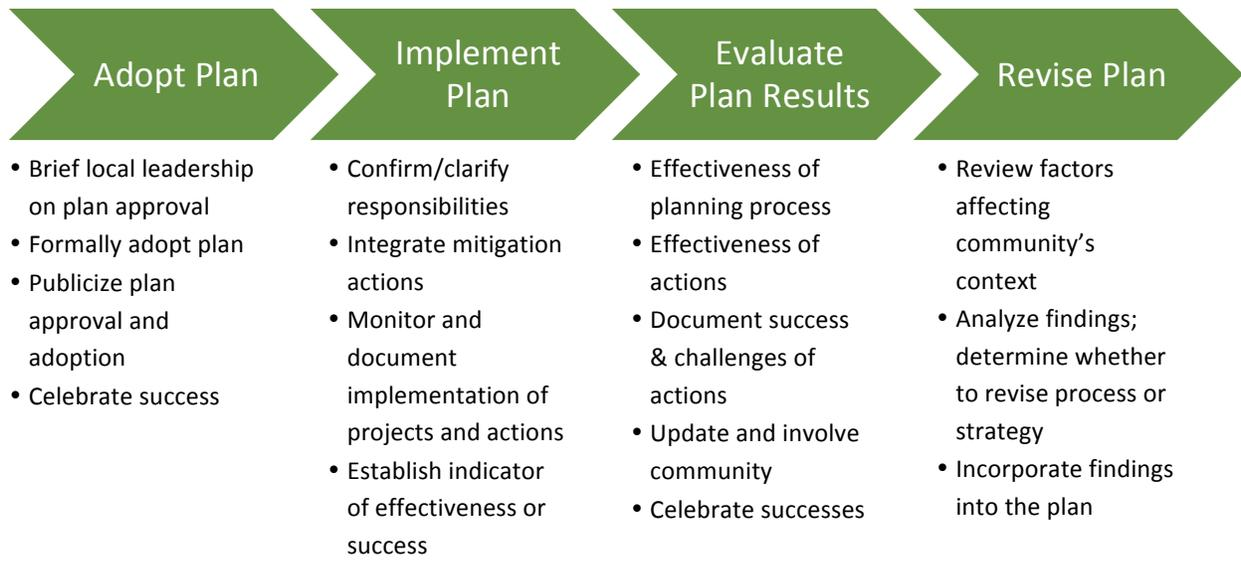 Adopt Plan
Implement
Plan
Evaluate
Plan Results
Revise Plan
• Brief local leadership
on plan approval
• Formally adopt plan
• Publicize plan
approval and
adoption
• Celebrate success
• Confirm/clarify
responsibilities
• Integrate mitigation
actions
• Monitor and
document
implementation of
projects and actions
• Establish indicator
of effectiveness or
success
• Effectiveness of
planning process
• Effectiveness of
actions
• Document success
& challenges of
actions
• Update and involve
community
• Celebrate successes
• Review factors
affecting
community’s
context
• Analyze findings;
determine whether
to revise process or
strategy
• Incorporate findings
into the plan